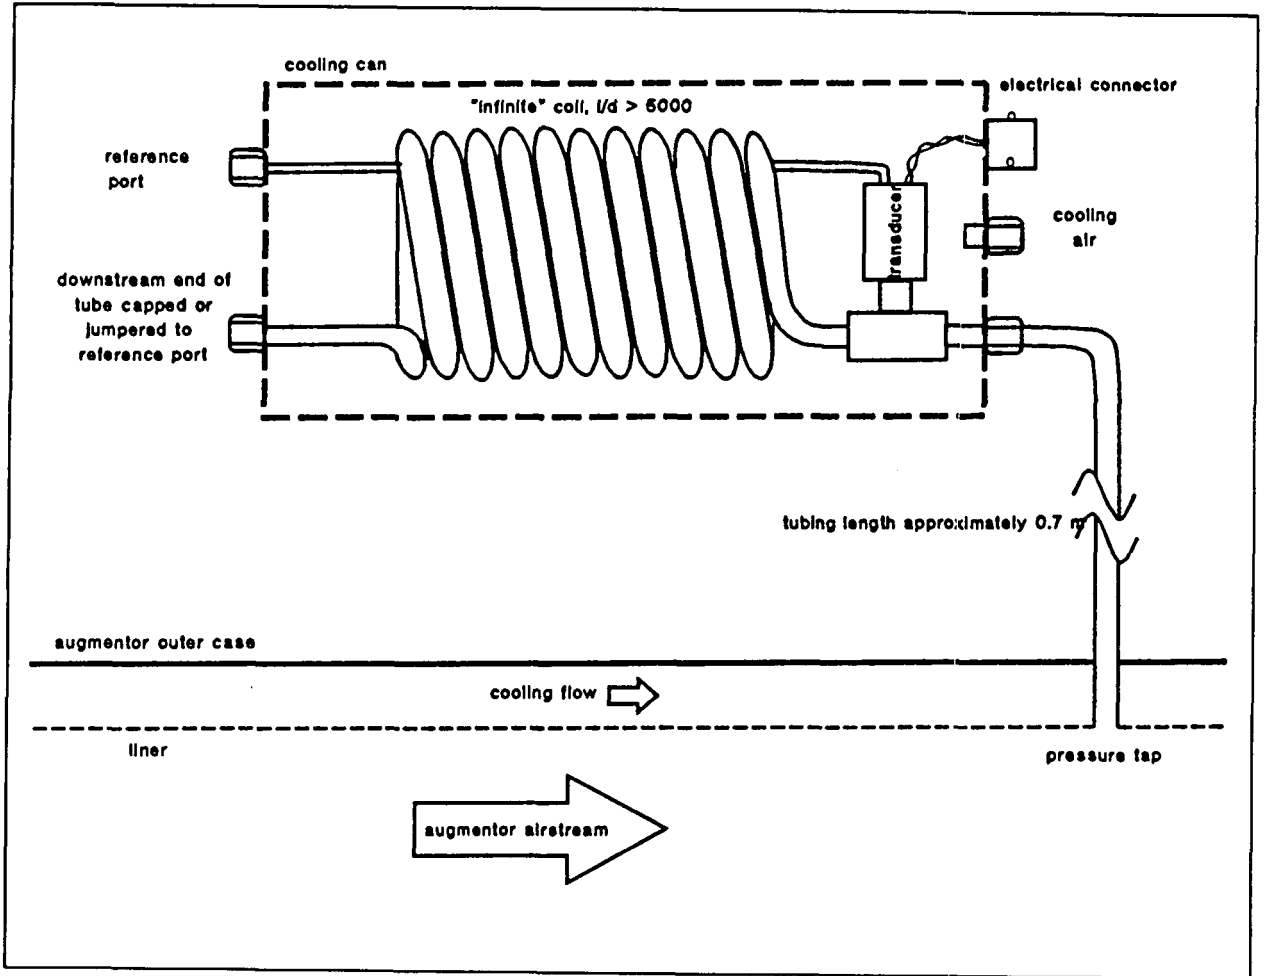 cooling can
electrical connector
"infinite" coil, l/d > 5000
reference
port
transducer
cooling
air
downstream end of
tube capped or
jumpered to
reference port
tubing length approximately 0.7 m
augmentor outer case
cooling flow
liner
pressure tap
augmentor airstream